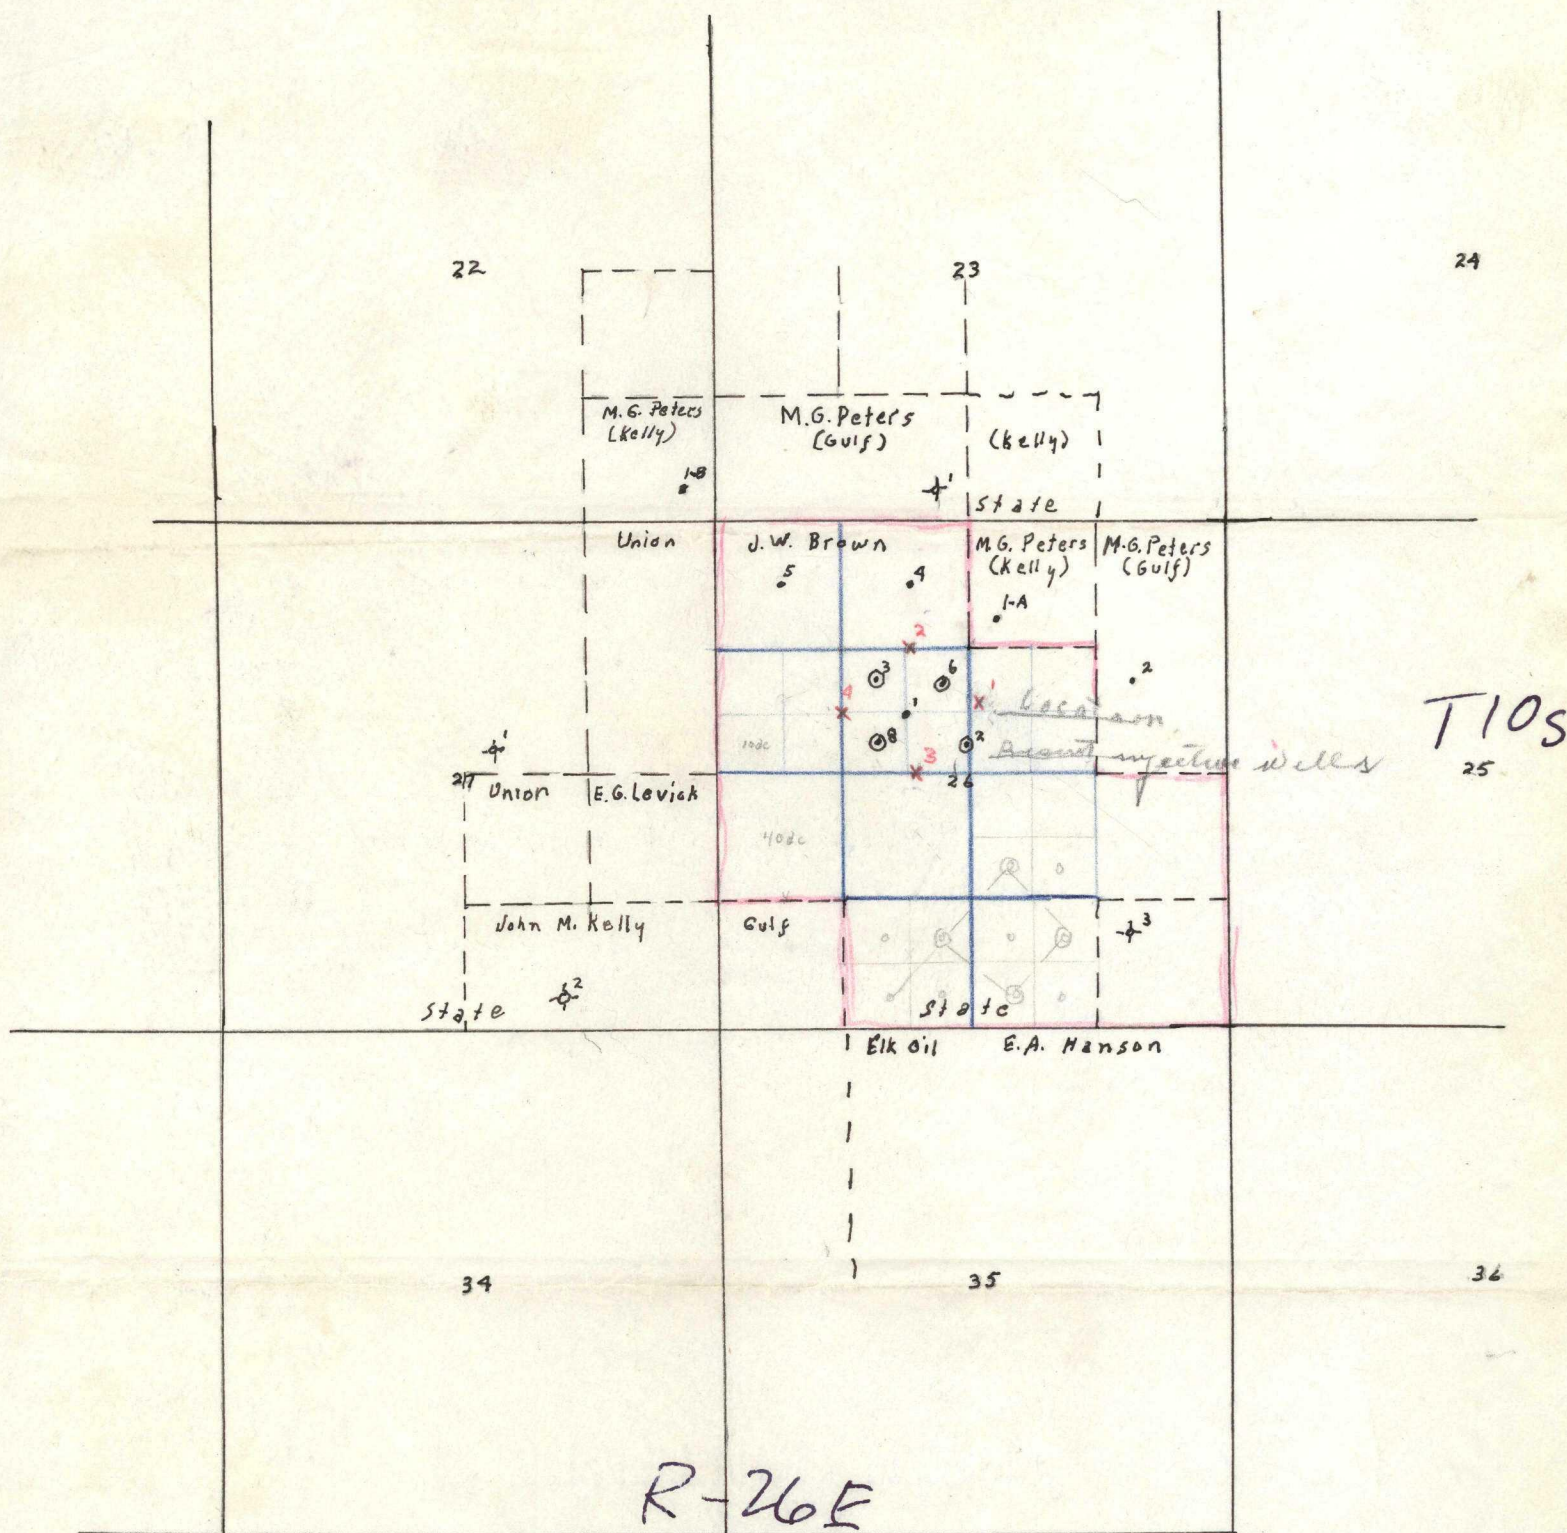 22
23
24
M.G. Peters
(Kelly)
M.G. Peters
(Gulf)
(Kelly)
1-B
1
State
Union
J.W. Brown
M.G. Peters
(Kelly)
M.G. Peters
(Gulf)
5
4
1-A
2
3
6
2
4
1
1
Location
T10S
8
2
10ac
injection wells
1
3
27
Union
E.G. Levick
26
25
40ac
John M. Kelly
Gulf
3
2
State
State
Elk Oil
E.A. Hanson
34
35
36
R-26E